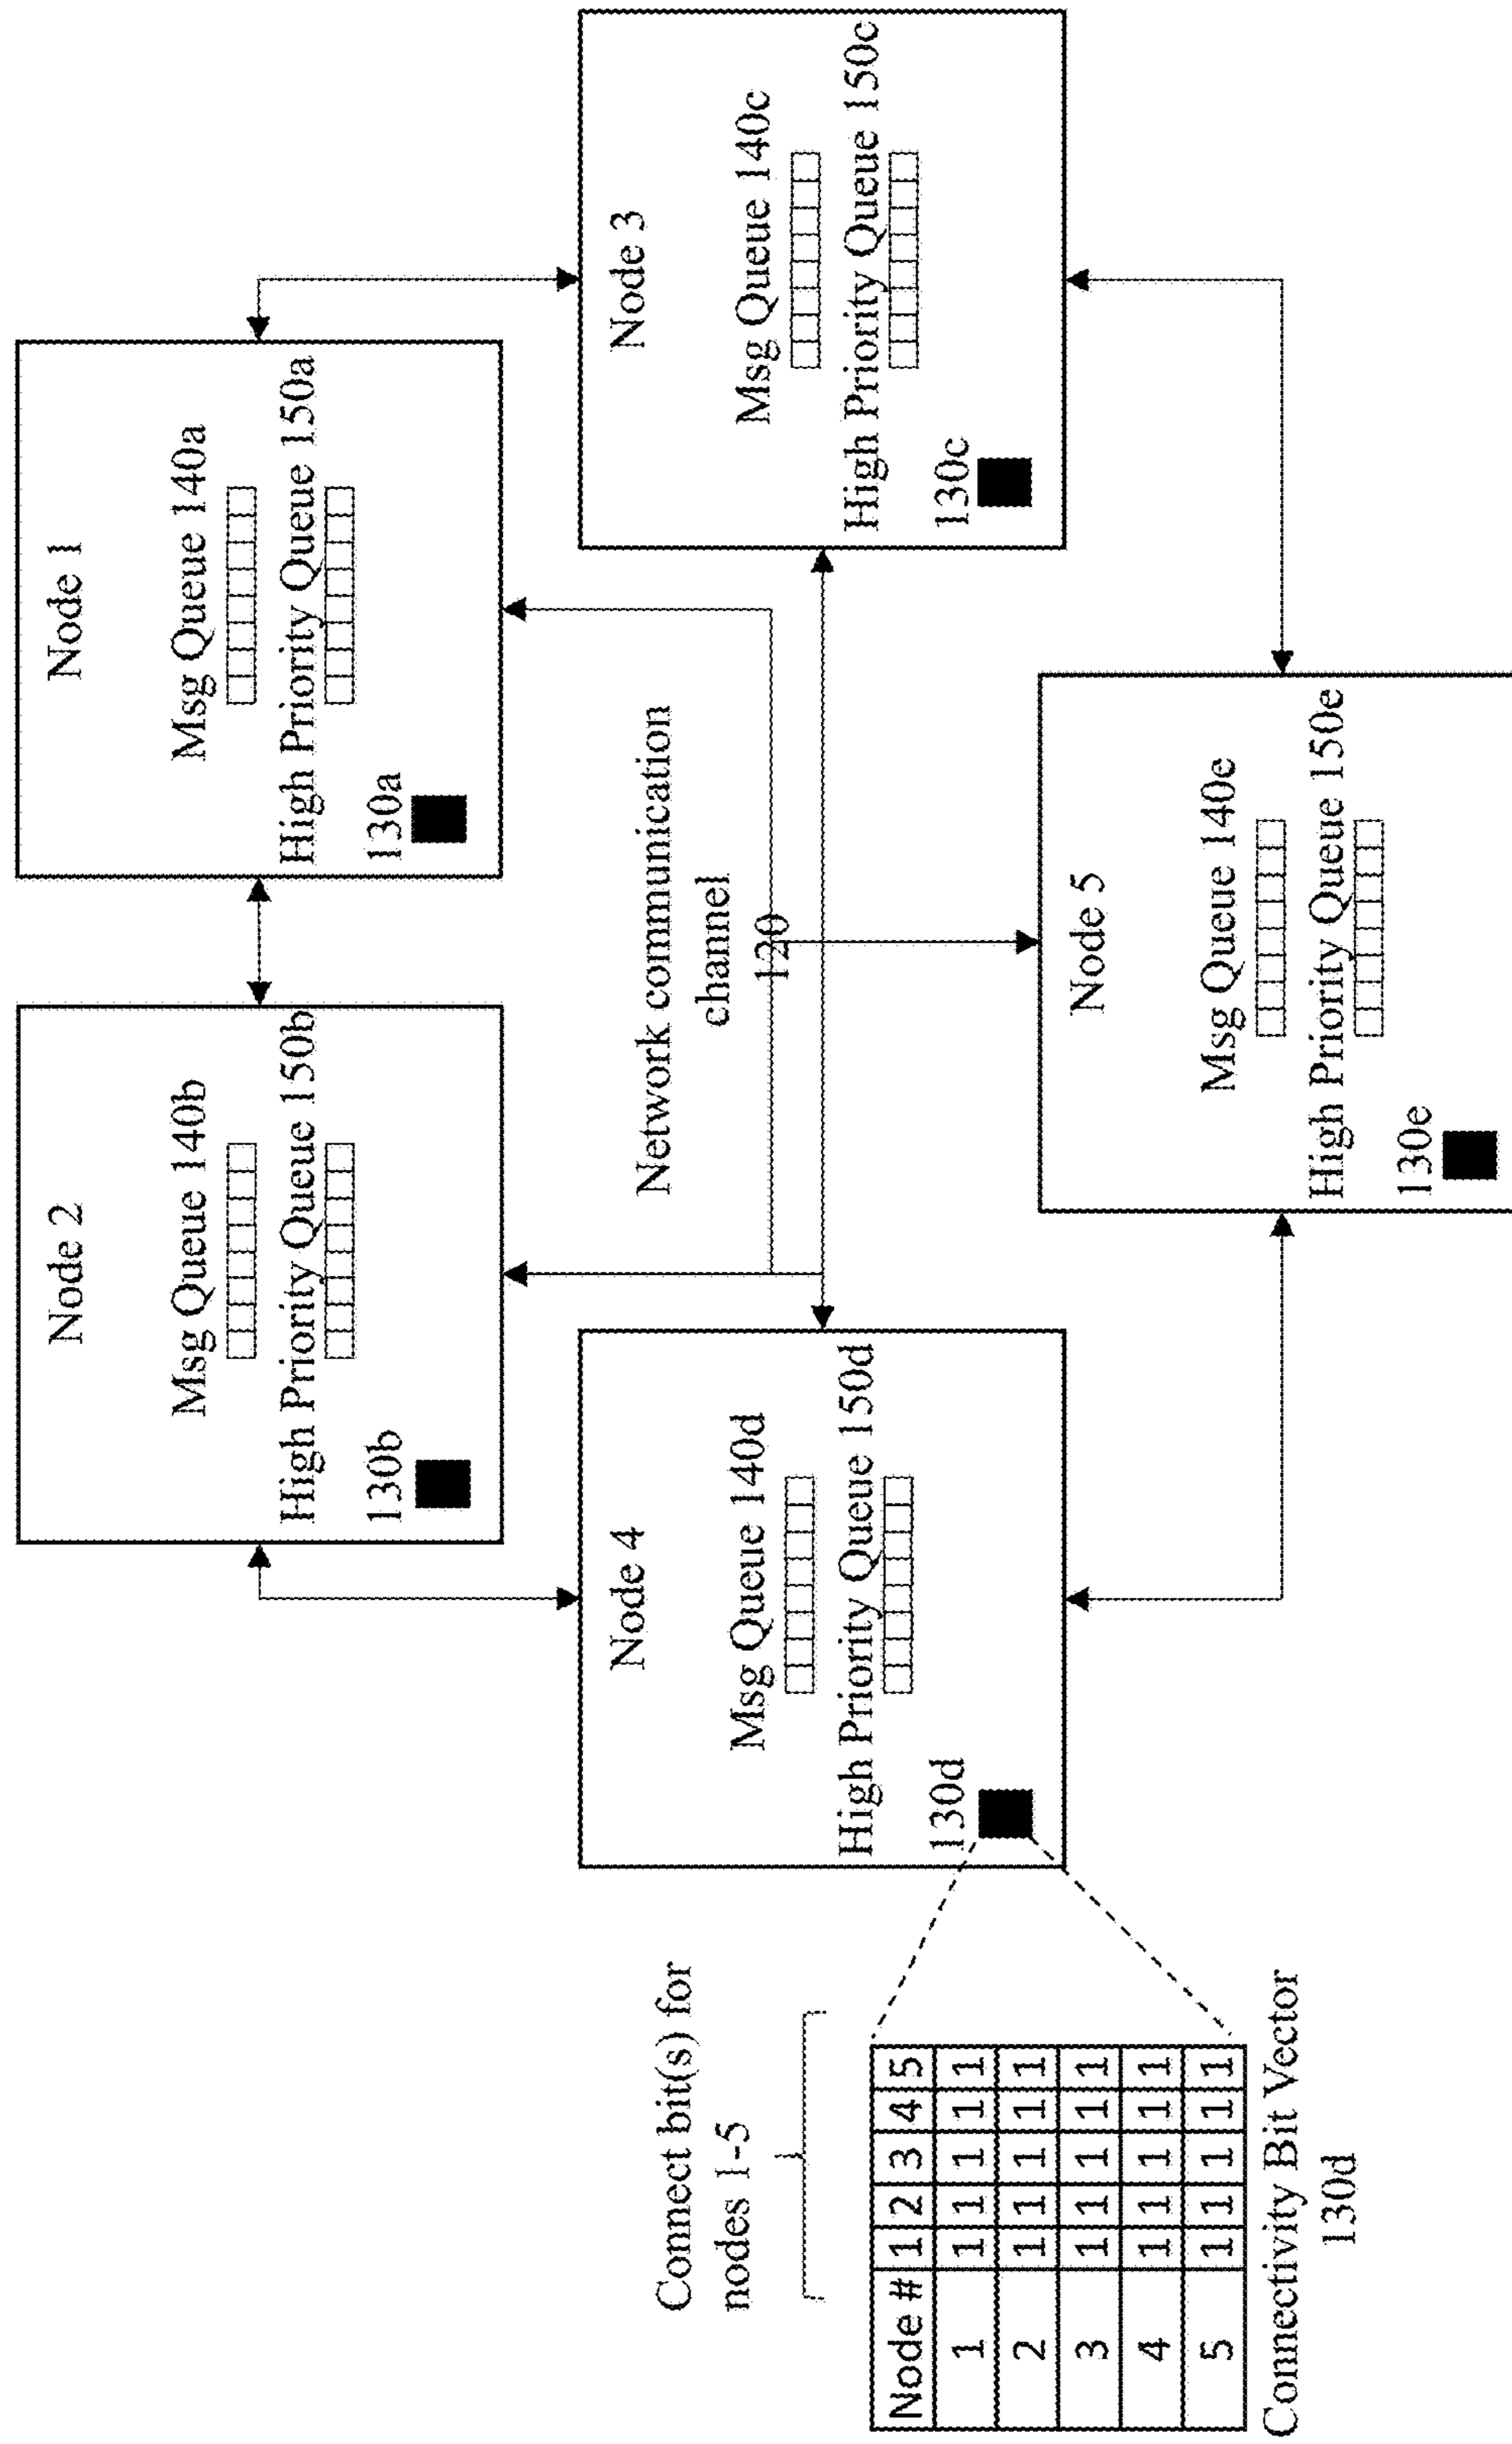 Node 2
Msg Queue 140b
High Priority Queue 150b
130b
Node 1
Msg Queue 140a
High Priority Queue 150a
130a
Network communication
channel
120
Node 4
Msg Queue 140d
High Priority Queue 150d
130d
Node 3
Msg Queue 140c
High Priority Queue 150c
130c
Node 5
Msg Queue 140e
High Priority Queue 150e
130e
Connect bit(s) for
nodes 1-5
Node # 1 2 3 4 5
1 1 1 1 1 1
2 1 1 1 1 1
3 1 1 1 1 1
4 1 1 1 1 1
5 1 1 1 1 1
Connectivity Bit Vector
130d